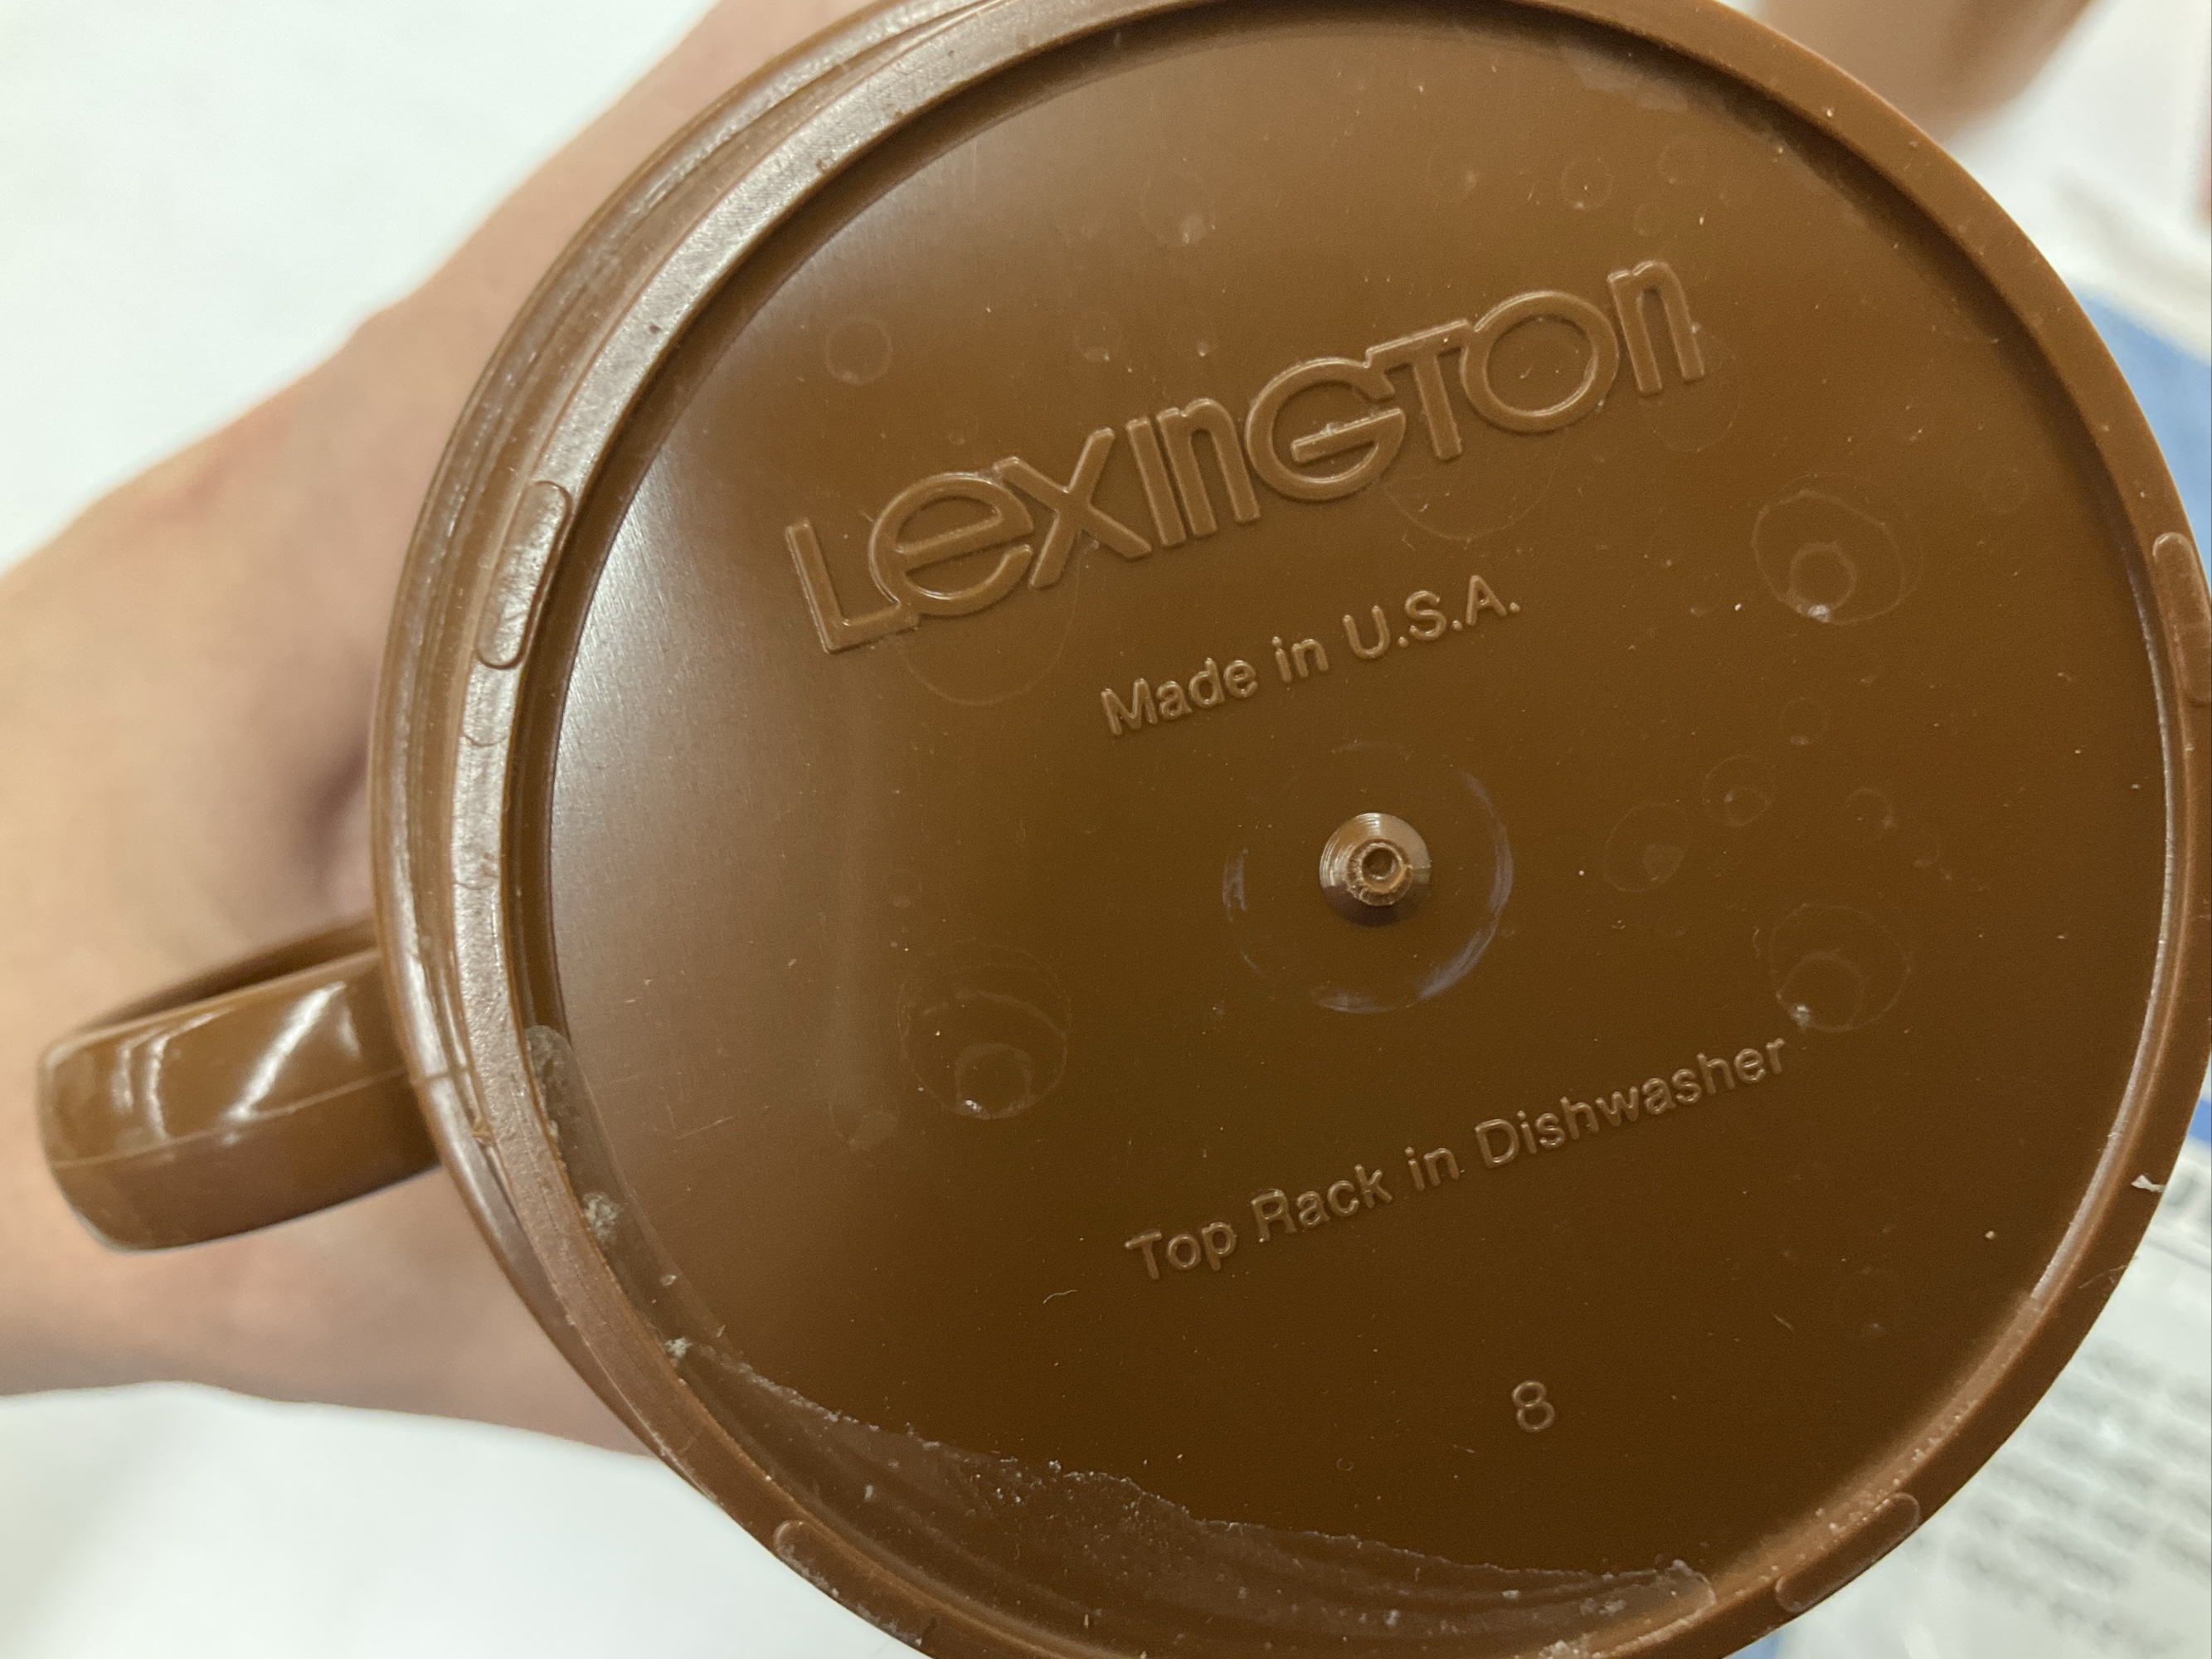 LexinGTon
Made in U.S.A.
Top Rack in Dishwasher
8